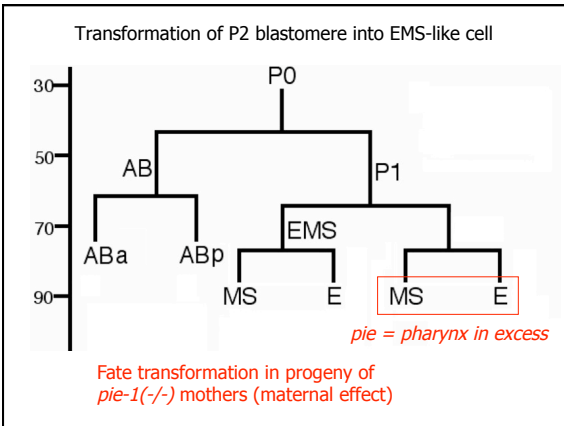 Transformation of P2 blastomere into EMS-like cell
P0
30
50
AB
P1
70
EMS
ABa
ABp
MS
E
MS
E
90
pie = pharynx in excess
Fate transformation in progeny of
pie-1(-/-) mothers (maternal effect)